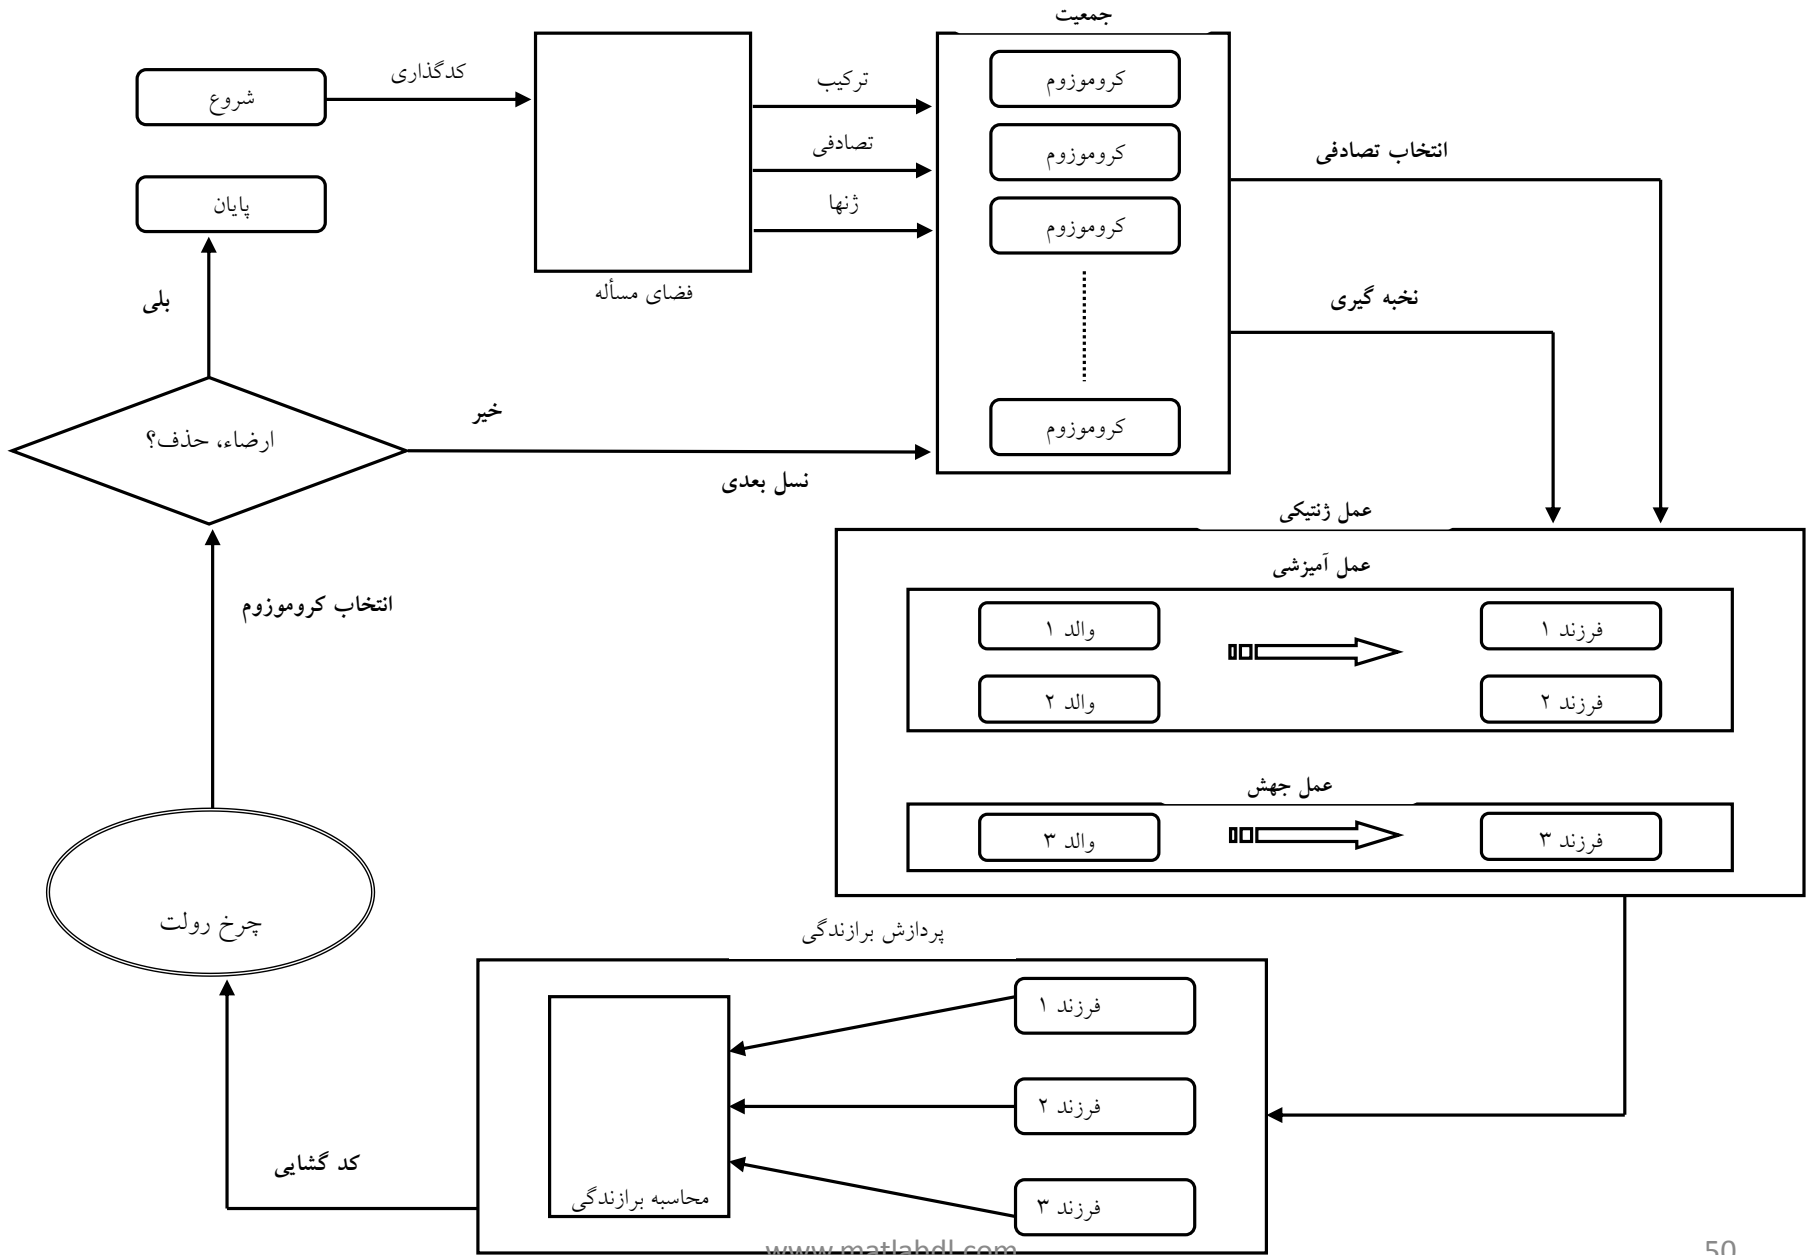 جمعیت
شروع
کدگذاری
ترکیب
تصادفی
ژنها
فضای مسأله
کروموزوم
کروموزوم
کروموزوم
کروموزوم
انتخاب تصادفی
نخبه گیری
پایان
بلی
ارضاء، حذف؟
خیر
نسل بعدی
عمل ژنتیکی
عمل آمیزشی
والد ۱
فرزند ۱
والد ۲
فرزند ۲
عمل جهش
والد ۳
فرزند ۳
انتخاب کروموزوم
چرخ رولت
پردازش برازندگی
فرزند ۱
فرزند ۲
فرزند ۳
محاسبه برازندگی
کد گشایی
www.matlabdl.com
50